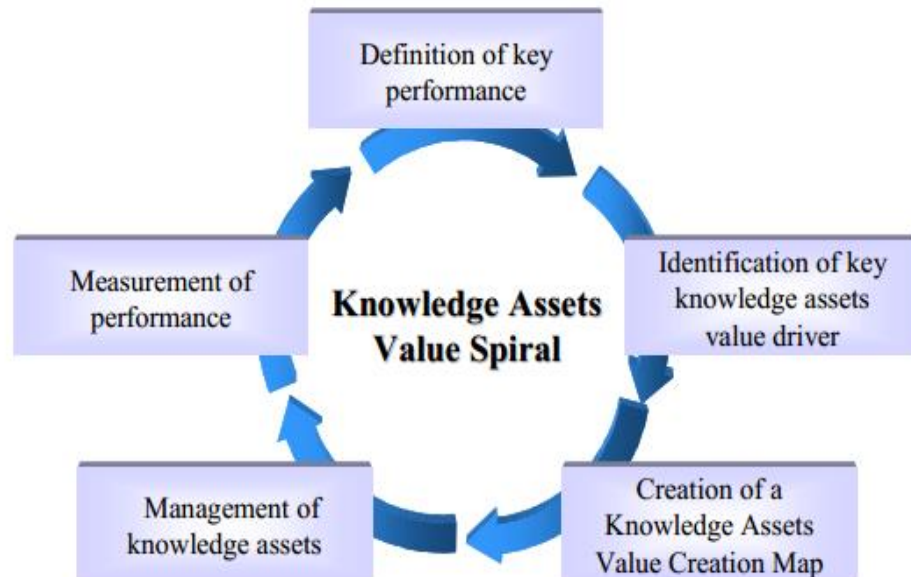 Definition of key
performance
Identification of key
knowledge assets
value driver
Creation of a
Knowledge Assets
Value Creation Map
Management of
knowledge assets
Measurement of
performance
Knowledge Assets
Value Spiral